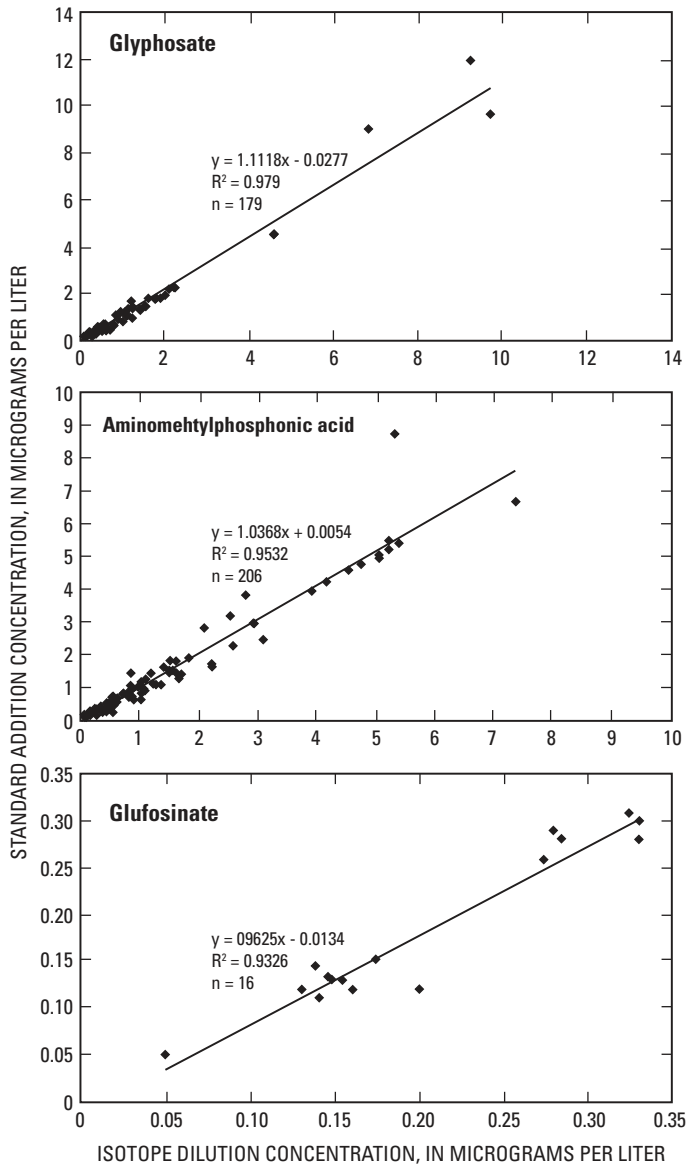 STANDARD ADDITION CONCENTRATION, IN MICROGRAMS PER LITER
14
12
10
8
6
4
2
0
Glyphosate
y = 1.1118x - 0.0277
R² = 0.979
n = 179
0 2 4 6 8 10 12 14
10
9
8
7
6
5
4
3
2
1
0
Aminomehtylphosphonic acid
y = 1.0368x + 0.0054
R² = 0.9532
n = 206
0 1 2 3 4 5 6 7 8 9 10
0.35
0.30
0.25
0.20
0.15
0.10
0.05
0
Glufosinate
y = 09625x - 0.0134
R² = 0.9326
n = 16
0 0.05 0.10 0.15 0.20 0.25 0.30 0.35
ISOTOPE DILUTION CONCENTRATION, IN MICROGRAMS PER LITER